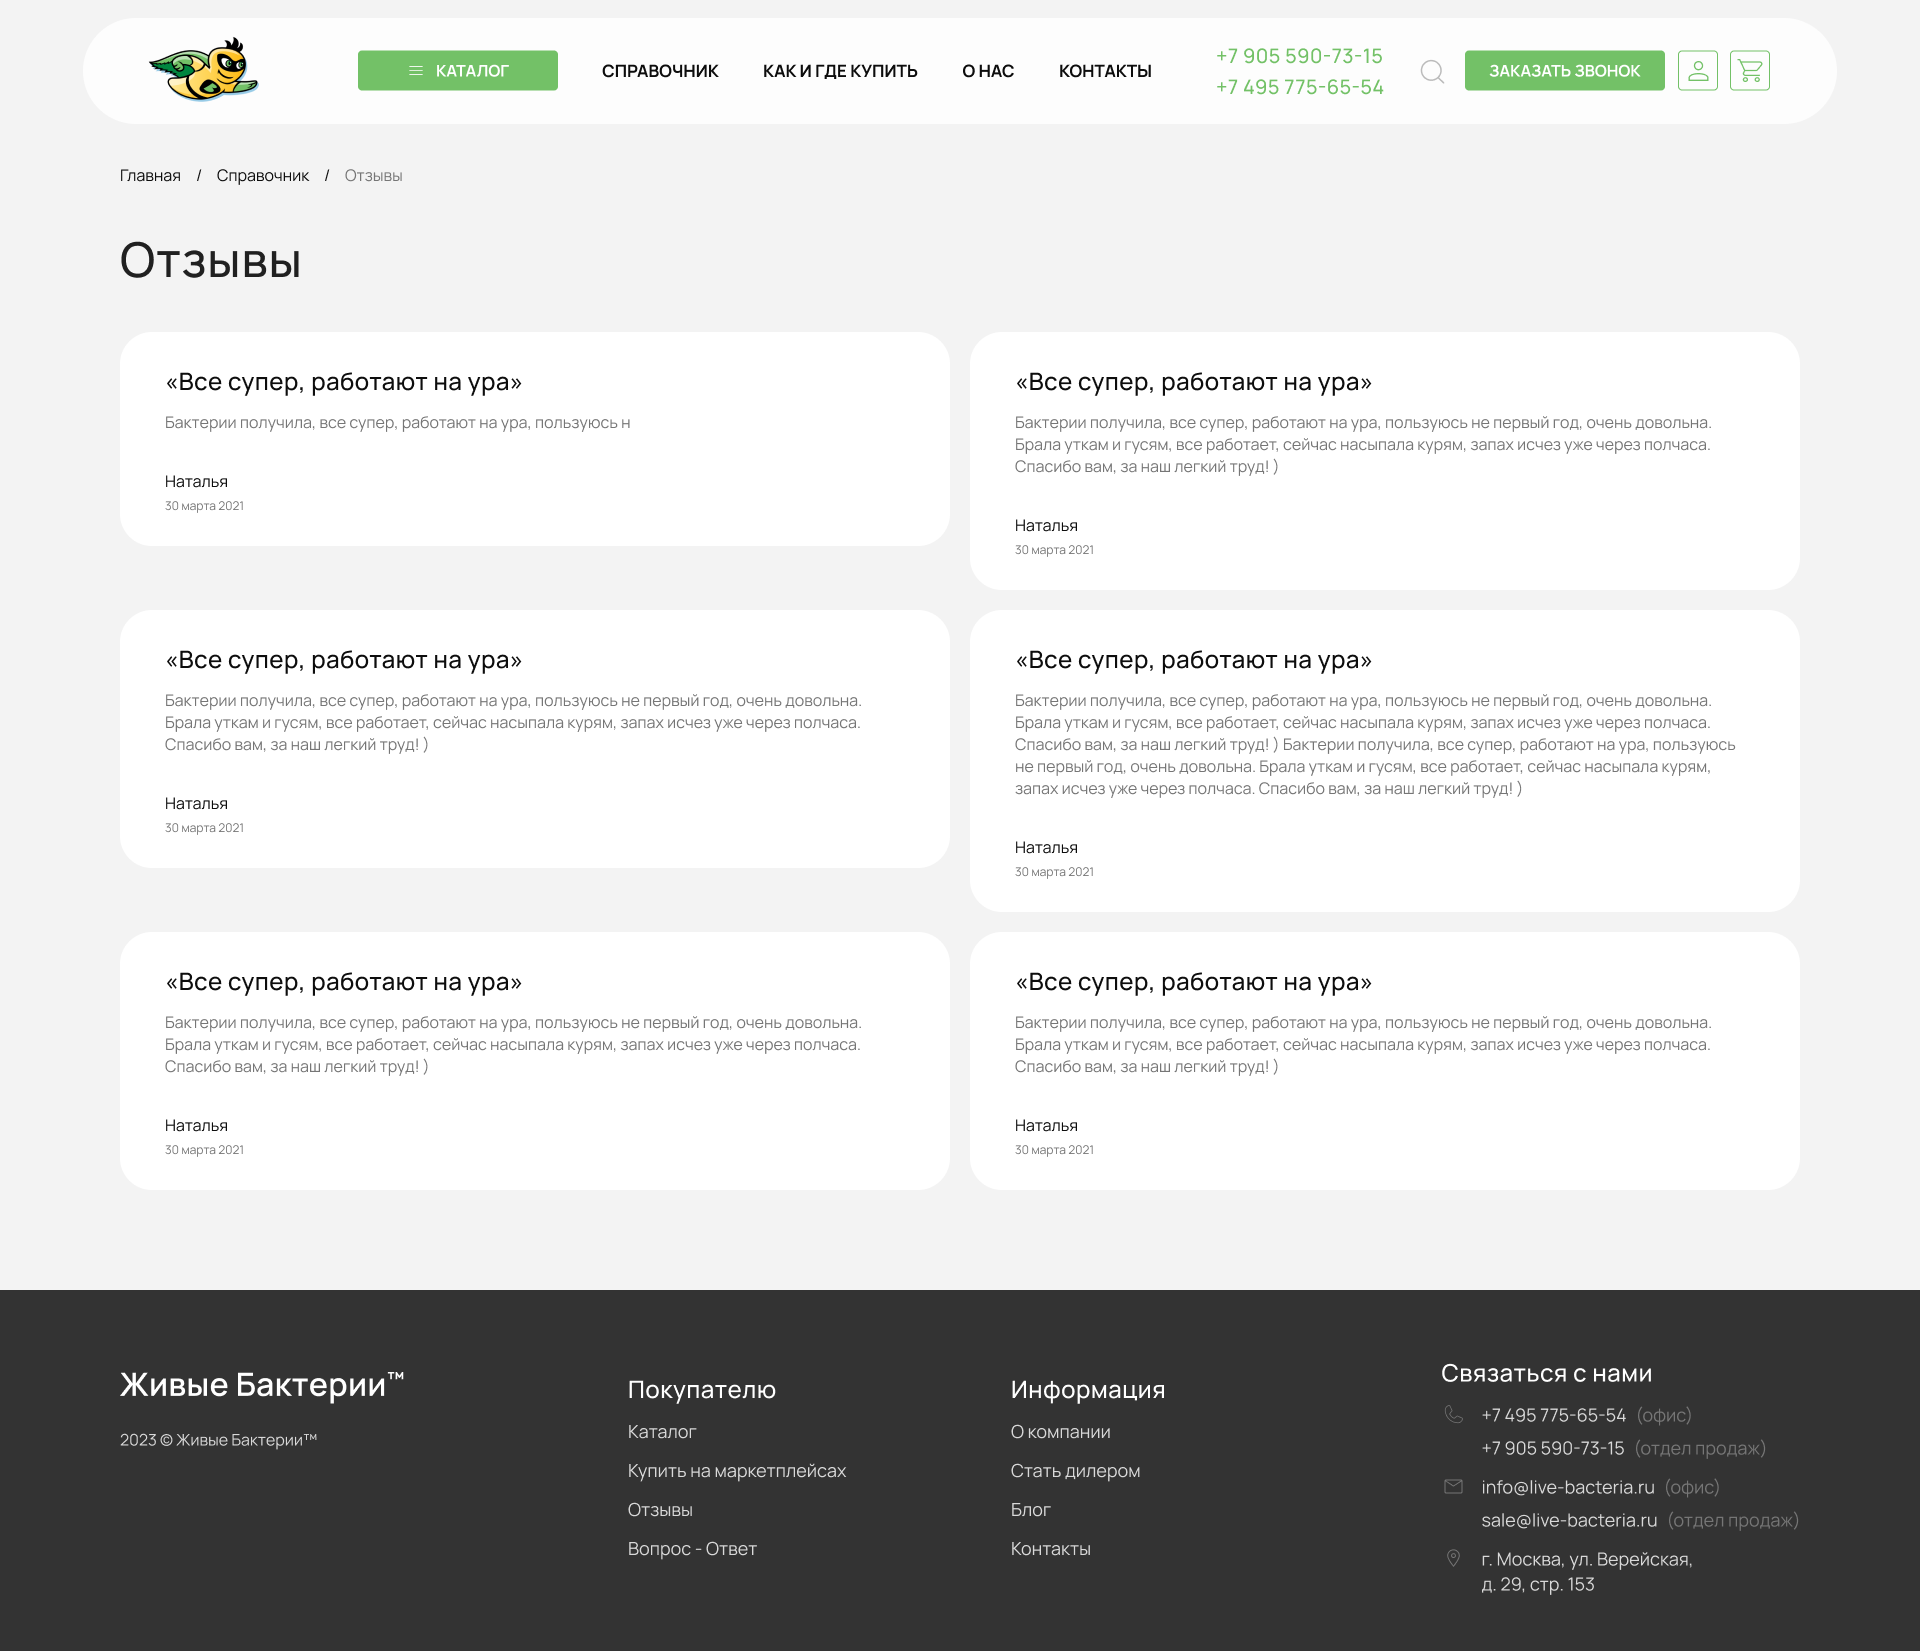 КАТАЛОГ
СПРАВОЧНИК
КАК И ГДЕ КУПИТЬ
О НАС
КОНТАКТЫ
+7 905 590-73-15
+7 495 775-65-54
ЗАКАЗАТЬ ЗВОНОК
Главная / Справочник / Отзывы
Отзывы
«Все супер, работают на ура»
Бактерии получила, все супер, работают на ура, пользуюсь н
Наталья
30 марта 2021
«Все супер, работают на ура»
Бактерии получила, все супер, работают на ура, пользуюсь не первый год, очень довольна.
Брала уткам и гусям, все работает, сейчас насыпала курям, запах исчез уже через полчаса.
Спасибо вам, за наш легкий труд! )
Наталья
30 марта 2021
«Все супер, работают на ура»
Бактерии получила, все супер, работают на ура, пользуюсь не первый год, очень довольна.
Брала уткам и гусям, все работает, сейчас насыпала курям, запах исчез уже через полчаса.
Спасибо вам, за наш легкий труд! )
Наталья
30 марта 2021
«Все супер, работают на ура»
Бактерии получила, все супер, работают на ура, пользуюсь не первый год, очень довольна.
Брала уткам и гусям, все работает, сейчас насыпала курям, запах исчез уже через полчаса.
Спасибо вам, за наш легкий труд! ) Бактерии получила, все супер, работают на ура, пользуюсь
не первый год, очень довольна. Брала уткам и гусям, все работает, сейчас насыпала курям,
запах исчез уже через полчаса. Спасибо вам, за наш легкий труд! )
Наталья
30 марта 2021
«Все супер, работают на ура»
Бактерии получила, все супер, работают на ура, пользуюсь не первый год, очень довольна.
Брала уткам и гусям, все работает, сейчас насыпала курям, запах исчез уже через полчаса.
Спасибо вам, за наш легкий труд! )
Наталья
30 марта 2021
«Все супер, работают на ура»
Бактерии получила, все супер, работают на ура, пользуюсь не первый год, очень довольна.
Брала уткам и гусям, все работает, сейчас насыпала курям, запах исчез уже через полчаса.
Спасибо вам, за наш легкий труд! )
Наталья
30 марта 2021
Живые Бактерии™
2023 © Живые Бактерии™
Покупателю
Каталог
Купить на маркетплейсах
Отзывы
Вопрос - Ответ
Информация
О компании
Стать дилером
Блог
Контакты
Связаться с нами
+7 495 775-65-54 (офис)
+7 905 590-73-15 (отдел продаж)
info@live-bacteria.ru (офис)
sale@live-bacteria.ru (отдел продаж)
г. Москва, ул. Верейская,
д. 29, стр. 153